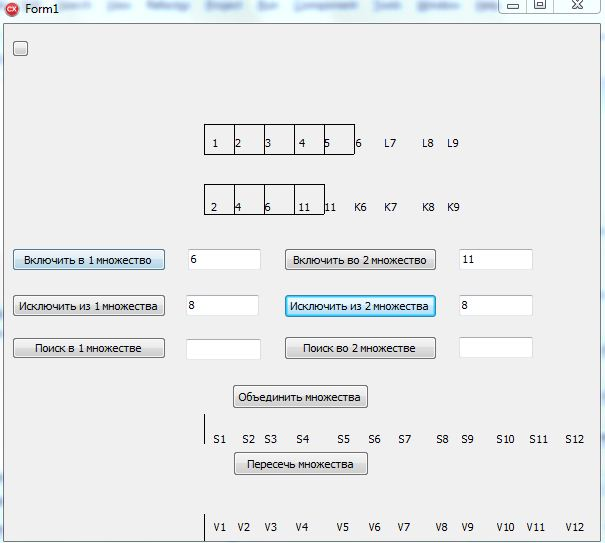 Form1
1 2 3 4 5 6 L7 L8 L9
2 4 6 11 11 K6 K7 K8 K9
Включить в 1 множество 6 Включить во 2 множество 11
Исключить из 1 множества 8 Исключить из 2 множества 8
Поиск в 1 множестве Поиск во 2 множестве
Объединить множества
S1 S2 S3 S4 S5 S6 S7 S8 S9 S10 S11 S12
Пересечь множества
V1 V2 V3 V4 V5 V6 V7 V8 V9 V10 V11 V12